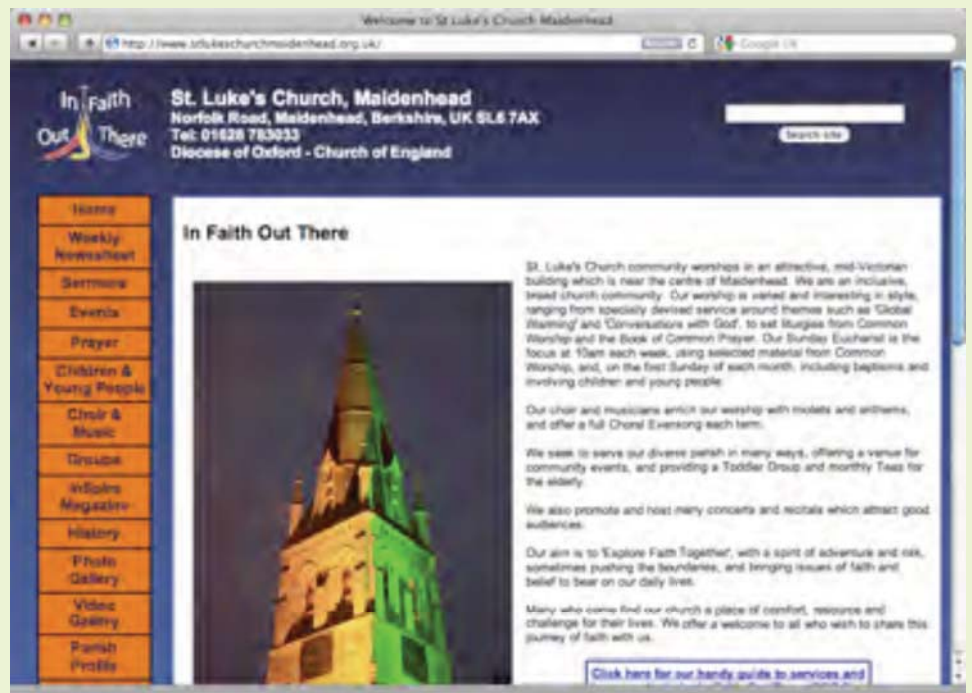 Welcome to St Luke's Church Maidenhead
http://www.stlukeschurchmaidenhead.org.uk/
Google UK
In Faith
Out There
St. Luke's Church, Maidenhead
Norfolk Road, Maidenhead, Berkshire, UK SL6 7AX
Tel: 01628 783033
Diocese of Oxford - Church of England
Search site
Home
Weekly
Newssheet
Sermons
Events
Prayer
Children &
Young People
Choir &
Music
Groups
InSpire
Magazine
History
Photo
Gallery
Video
Gallery
Parish
Profile
In Faith Out There
St. Luke's Church community worships in an attractive, mid-Victorian
building which is near the centre of Maidenhead. We are an inclusive,
broad church community. Our worship is varied and interesting in style,
ranging from specially devised service around themes such as 'Global
Warming' and 'Conversations with God', to set liturgies from Common
Worship and the Book of Common Prayer. Our Sunday Eucharist is the
focus at 10am each week, using selected material from Common
Worship, and, on the first Sunday of each month, including baptisms and
involving children and young people.
Our choir and musicians enrich our worship with motets and anthems,
and offer a full Choral Evensong each term.
We seek to serve our diverse parish in many ways, offering a venue for
community events, and providing a Toddler Group and monthly Teas for
the elderly.
We also promote and host many concerts and recitals which attract good
audiences.
Our aim is to 'Explore Faith Together', with a spirit of adventure and risk,
sometimes pushing the boundaries, and bringing issues of faith and
belief to bear on our daily lives.
Many who come find our church a place of comfort, resource and
challenge for their lives. We offer a welcome to all who wish to share this
journey of faith with us.
Click here for our handy guide to services and